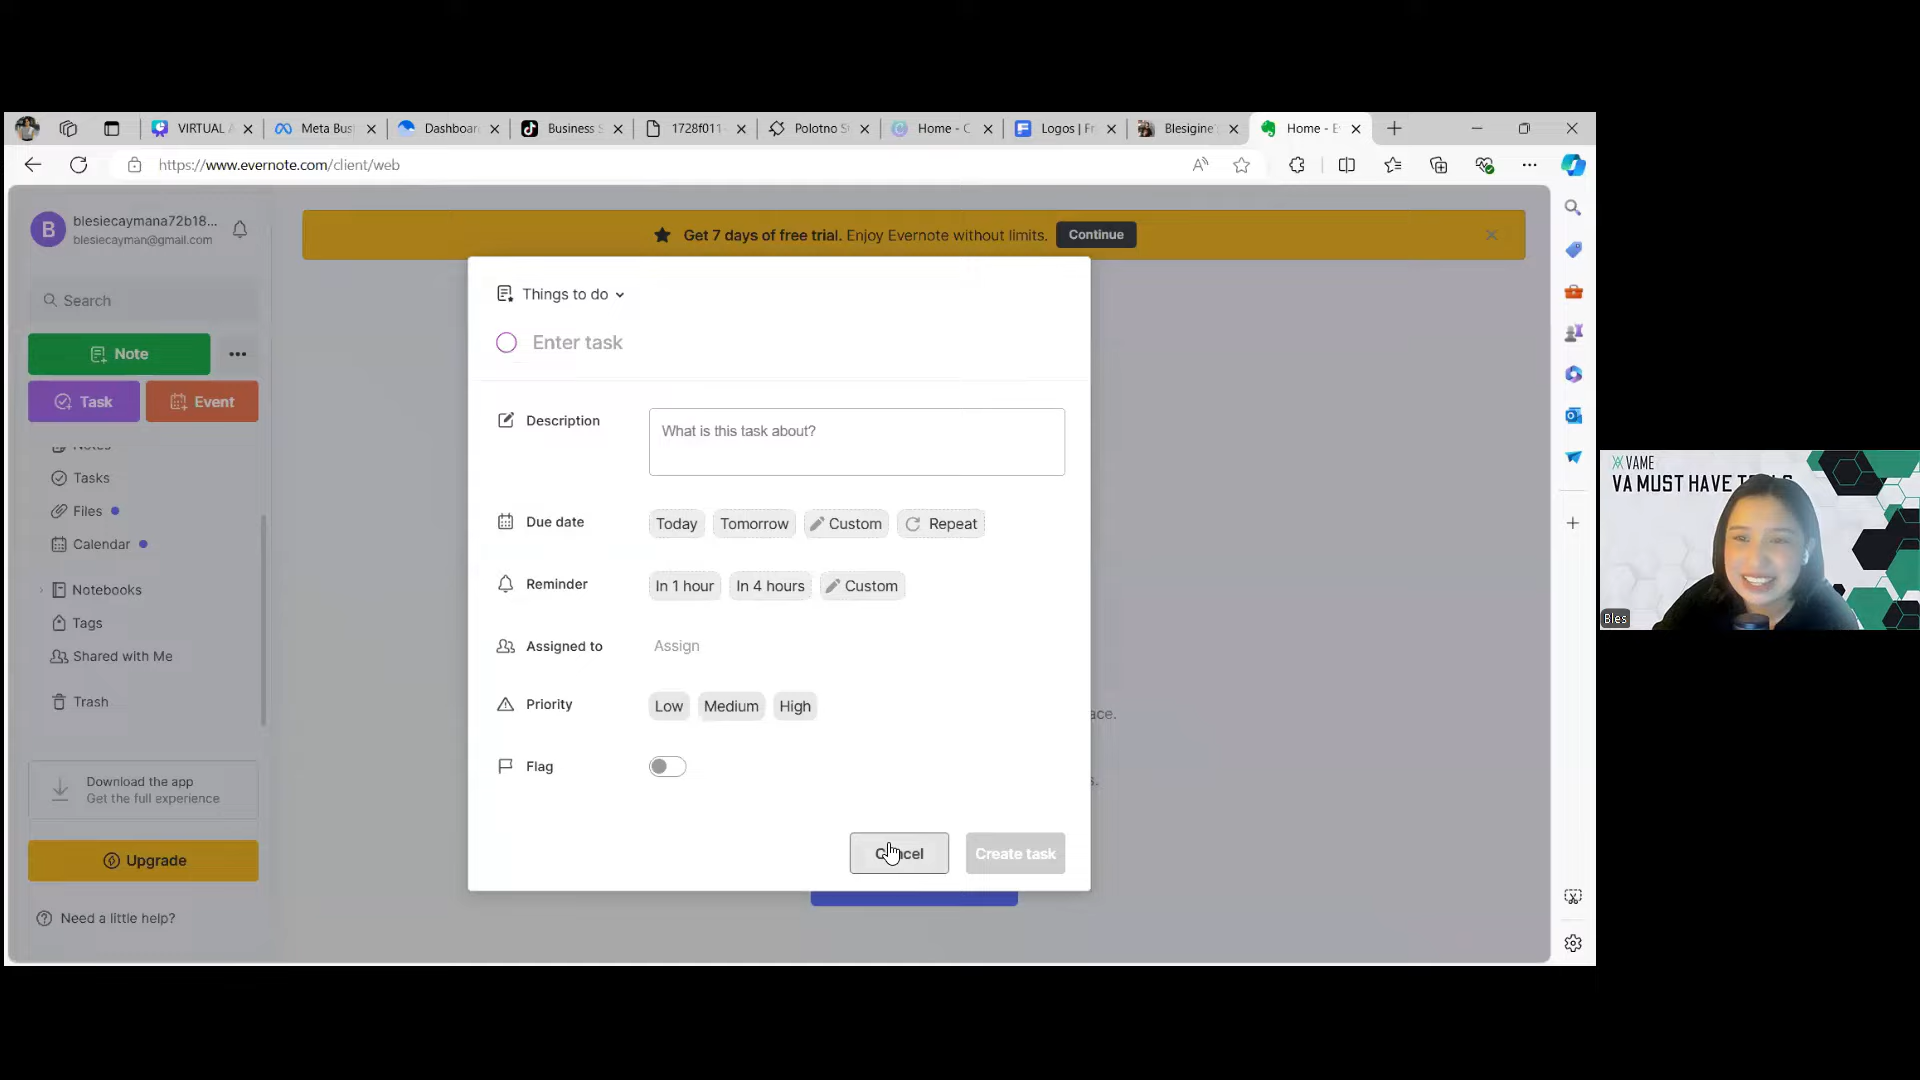 VIRTUAL A
Meta Bus
Dashboar
Business S
1728f011-
Polotno S
Home - C
Logos | Fr
Blesigine
Home - E
https://www.evernote.com/client/web
B
blesiecaymana72b18...
blesiecayman@gmail.com
Get 7 days of free trial. Enjoy Evernote without limits.
Continue
Search
Note
Task
Event
Notes
Tasks
Files
Calendar
Notebooks
Tags
Shared with Me
Trash
Download the app
Get the full experience
Upgrade
Need a little help?
Things to do
Enter task
Description
What is this task about?
Due date
Today
Tomorrow
Custom
Repeat
Reminder
In 1 hour
In 4 hours
Custom
Assigned to
Assign
Priority
Low
Medium
High
Flag
Cancel
Create task
ace.
s.
VAME
VA MUST HAVE
Bles